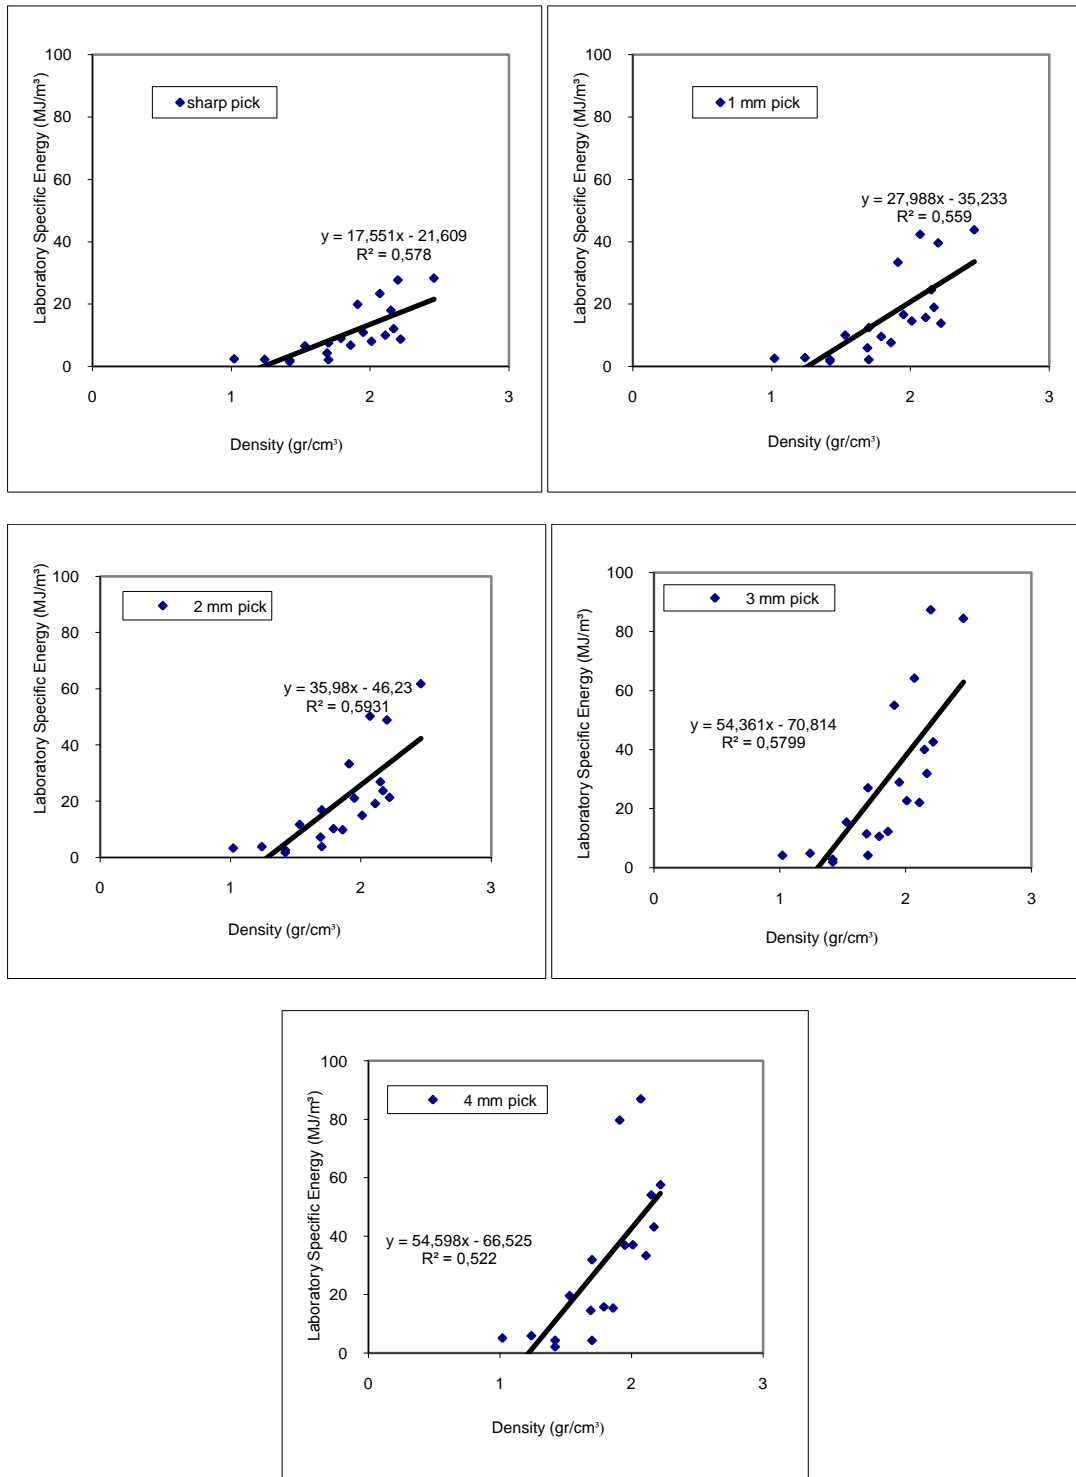 Laboratory Specific Energy (MJ/m³)
100
80
60
40
20
0
sharp pick
y = 17,551x - 21,609
R² = 0,578
0 1 2 3
Density (gr/cm³)
Laboratory Specific Energy (MJ/m³)
100
80
60
40
20
0
1 mm pick
y = 27,988x - 35,233
R² = 0,559
0 1 2 3
Density (gr/cm³)
Laboratory Specific Energy (MJ/m³)
100
80
60
40
20
0
2 mm pick
y = 35,98x - 46,23
R² = 0,5931
0 1 2 3
Density (gr/cm³)
Laboratory Specific Energy (MJ/m³)
100
80
60
40
20
0
3 mm pick
y = 54,361x - 70,814
R² = 0,5799
0 1 2 3
Density (gr/cm³)
Laboratory Specific Energy (MJ/m³)
100
80
60
40
20
0
4 mm pick
y = 54,598x - 66,525
R² = 0,522
0 1 2 3
Density (gr/cm³)